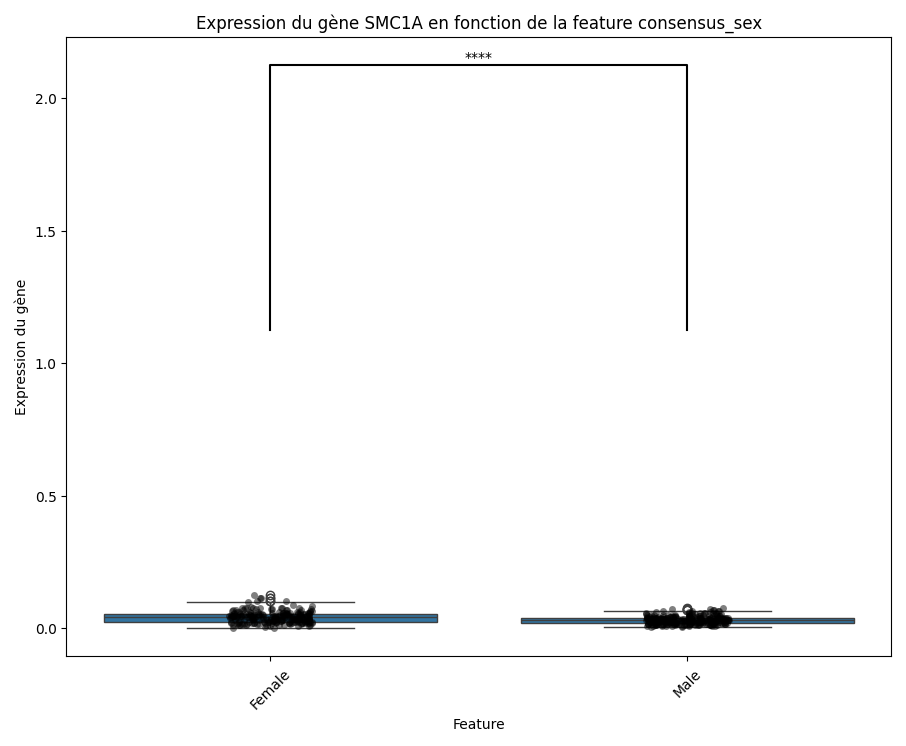 Expression du gène SMC1A en fonction de la feature consensus_sex
****
2.0
1.5
1.0
0.5
0.0
Expression du gène
Female
Male
Feature